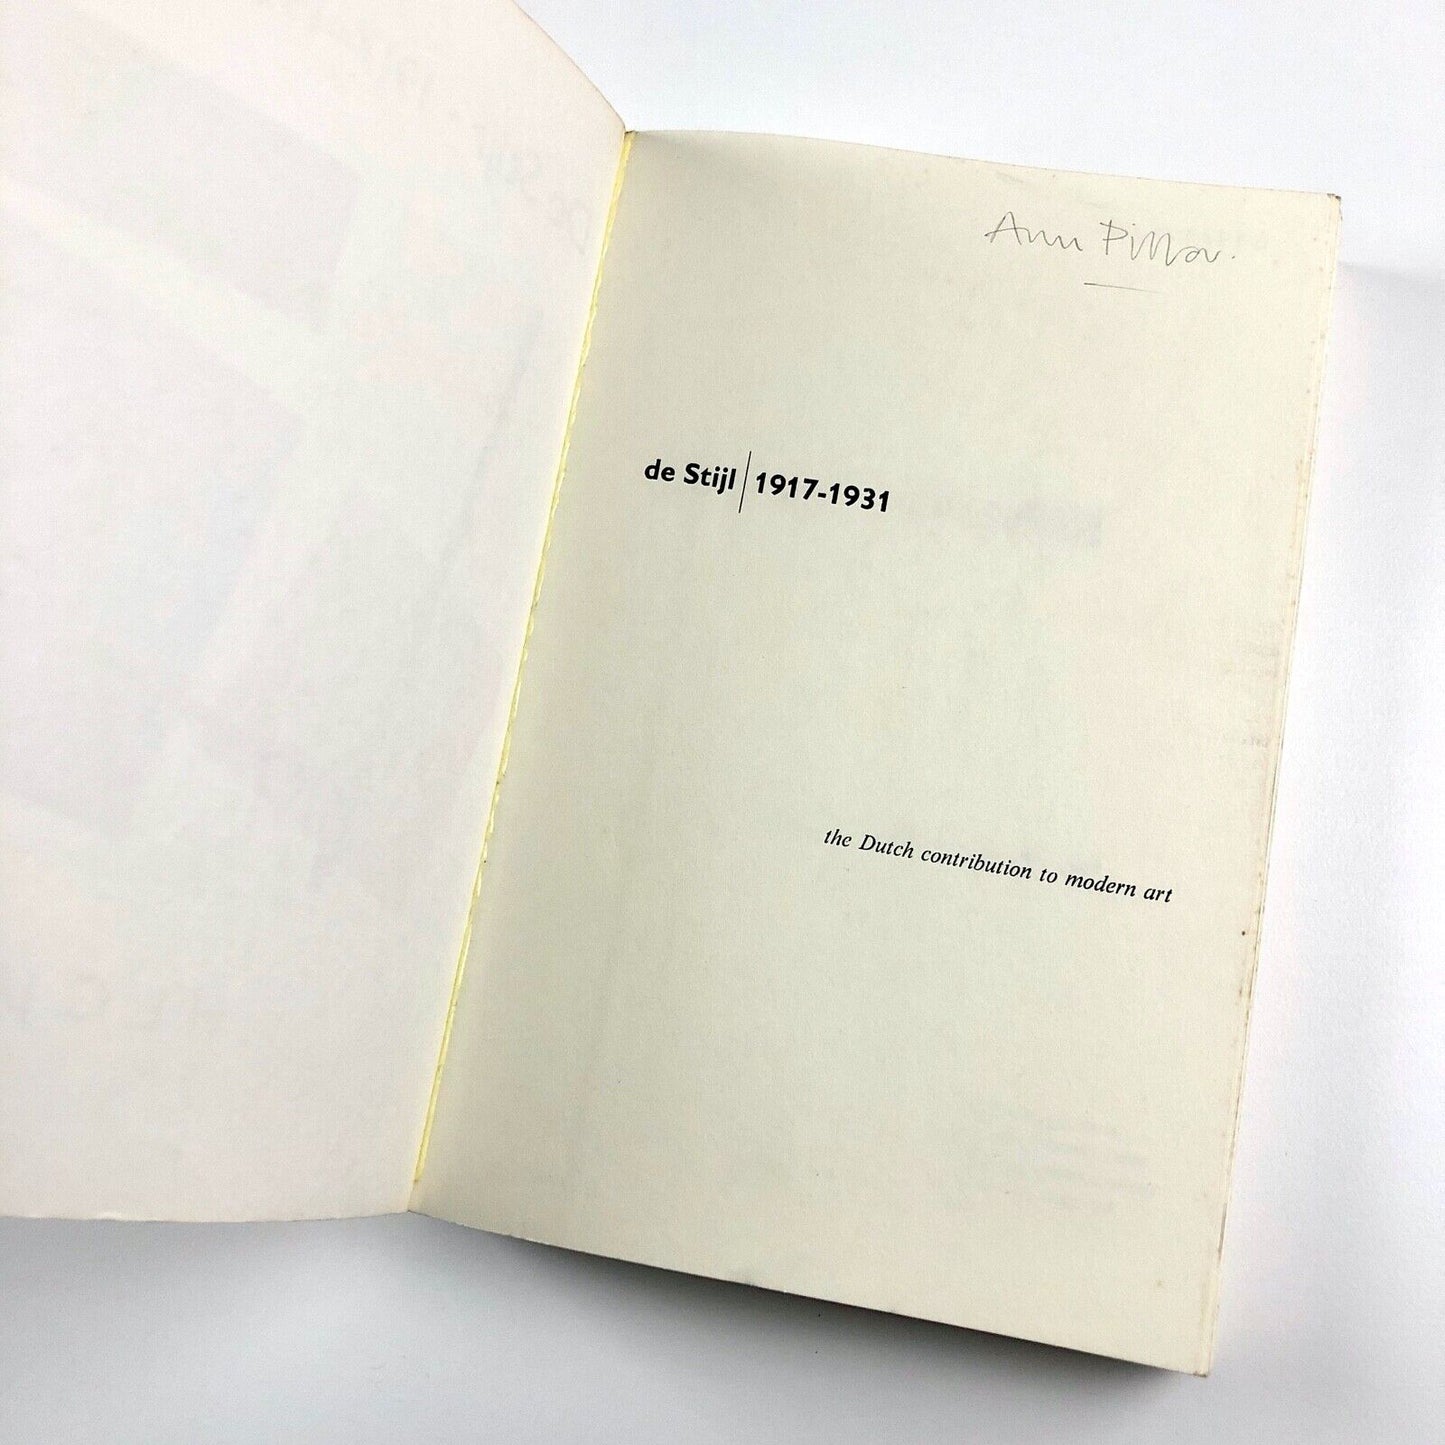 Ann Pillar.
de Stijl | 1917-1931
the Dutch contribution to modern art